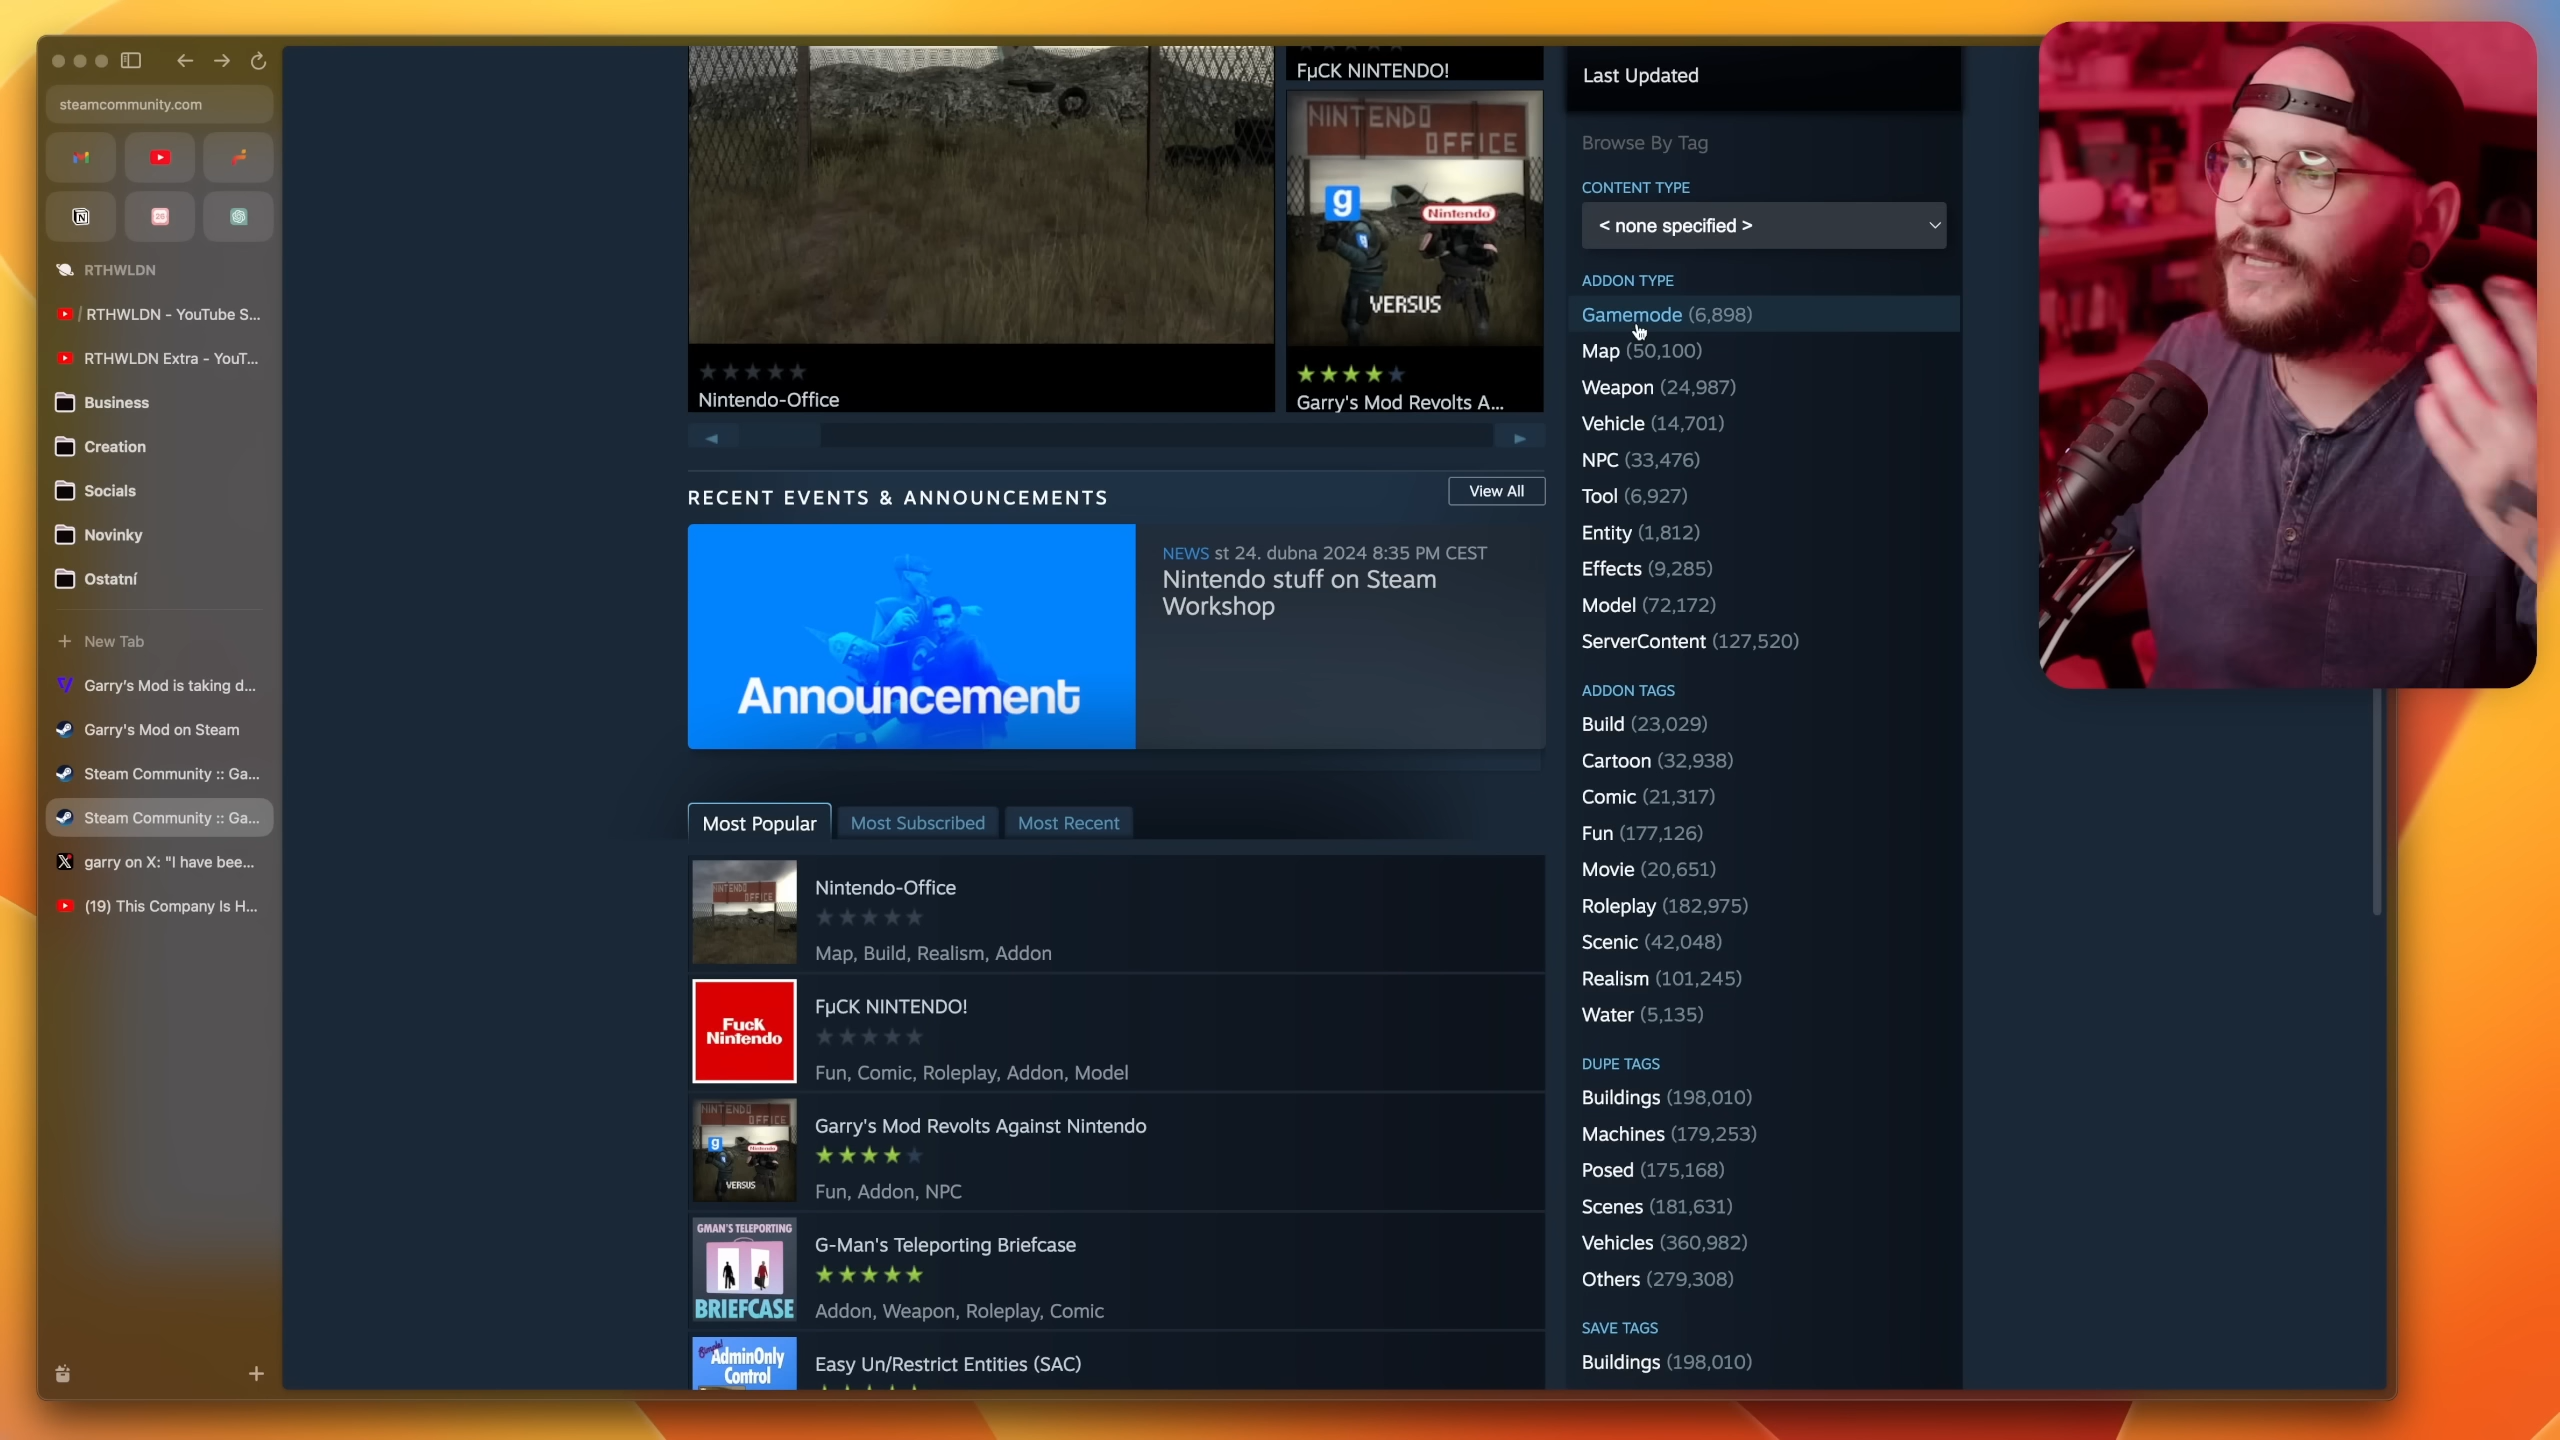 steamcommunity.com
26
RTHWLDN
/ RTHWLDN - YouTube S...
RTHWLDN Extra - YouT...
Business
Creation
Socials
Novinky
Ostatní
New Tab
Garry's Mod is taking d...
Garry's Mod on Steam
Steam Community :: Ga...
Steam Community :: Ga...
garry on X: "I have bee...
(19) This Company Is H...
Nintendo-Office
FµCK NINTENDO!
NINTENDO
OFFICE
g
Nintendo
VERSUS
Garry's Mod Revolts A...
RECENT EVENTS & ANNOUNCEMENTS
View All
Announcement
NEWS st 24. dubna 2024 8:35 PM CEST
Nintendo stuff on Steam
Workshop
Most Popular
Most Subscribed
Most Recent
NINTENDO
OFFICE
Nintendo-Office
Map, Build, Realism, Addon
Fuck
Nintendo
FµCK NINTENDO!
Fun, Comic, Roleplay, Addon, Model
NINTENDO
OFFICE
g
Nintendo
VERSUS
Garry's Mod Revolts Against Nintendo
Fun, Addon, NPC
GMAN'S TELEPORTING
BRIEFCASE
G-Man's Teleporting Briefcase
Addon, Weapon, Roleplay, Comic
Simple!
AdminOnly
Control
Easy Un/Restrict Entities (SAC)
Last Updated
Browse By Tag
CONTENT TYPE
< none specified >
ADDON TYPE
Gamemode (6,898)
Map (50,100)
Weapon (24,987)
Vehicle (14,701)
NPC (33,476)
Tool (6,927)
Entity (1,812)
Effects (9,285)
Model (72,172)
ServerContent (127,520)
ADDON TAGS
Build (23,029)
Cartoon (32,938)
Comic (21,317)
Fun (177,126)
Movie (20,651)
Roleplay (182,975)
Scenic (42,048)
Realism (101,245)
Water (5,135)
DUPE TAGS
Buildings (198,010)
Machines (179,253)
Posed (175,168)
Scenes (181,631)
Vehicles (360,982)
Others (279,308)
SAVE TAGS
Buildings (198,010)